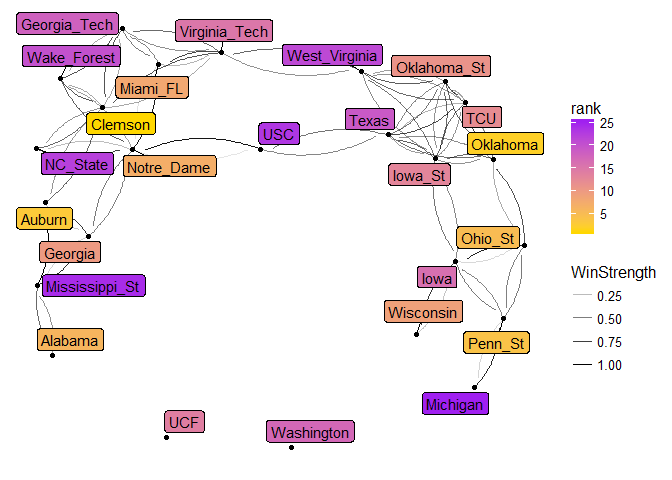 Georgia_Tech
Virginia_Tech
Wake_Forest
West_Virginia
Oklahoma_St
Miami_FL
Texas
TCU
Clemson
USC
Oklahoma
NC_State
Notre_Dame
Iowa_St
Auburn
Ohio_St
Georgia
Mississippi_St
Iowa
Wisconsin
Alabama
Penn_St
Michigan
UCF
Washington
rank
25
20
15
10
5
WinStrength
0.25
0.50
0.75
1.00